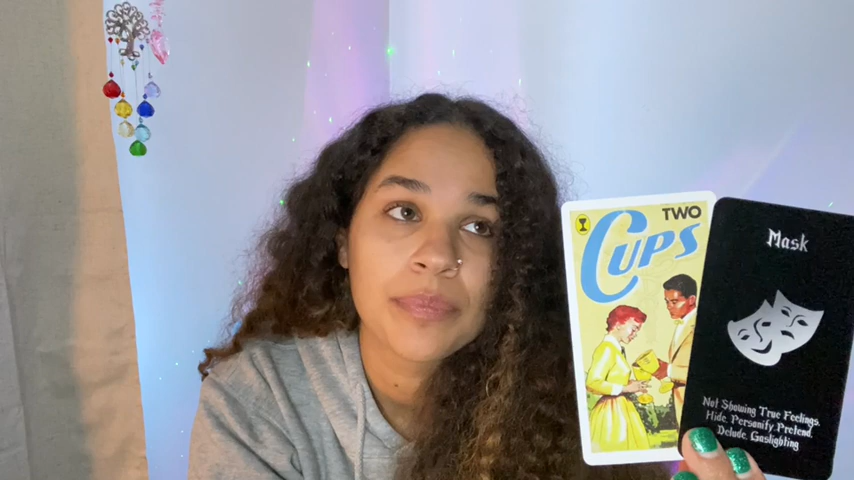 TWO
CUPS
Mask
Not Showing True Feelings.
Hide. Personify. Pretend.
Delude. Gaslighting